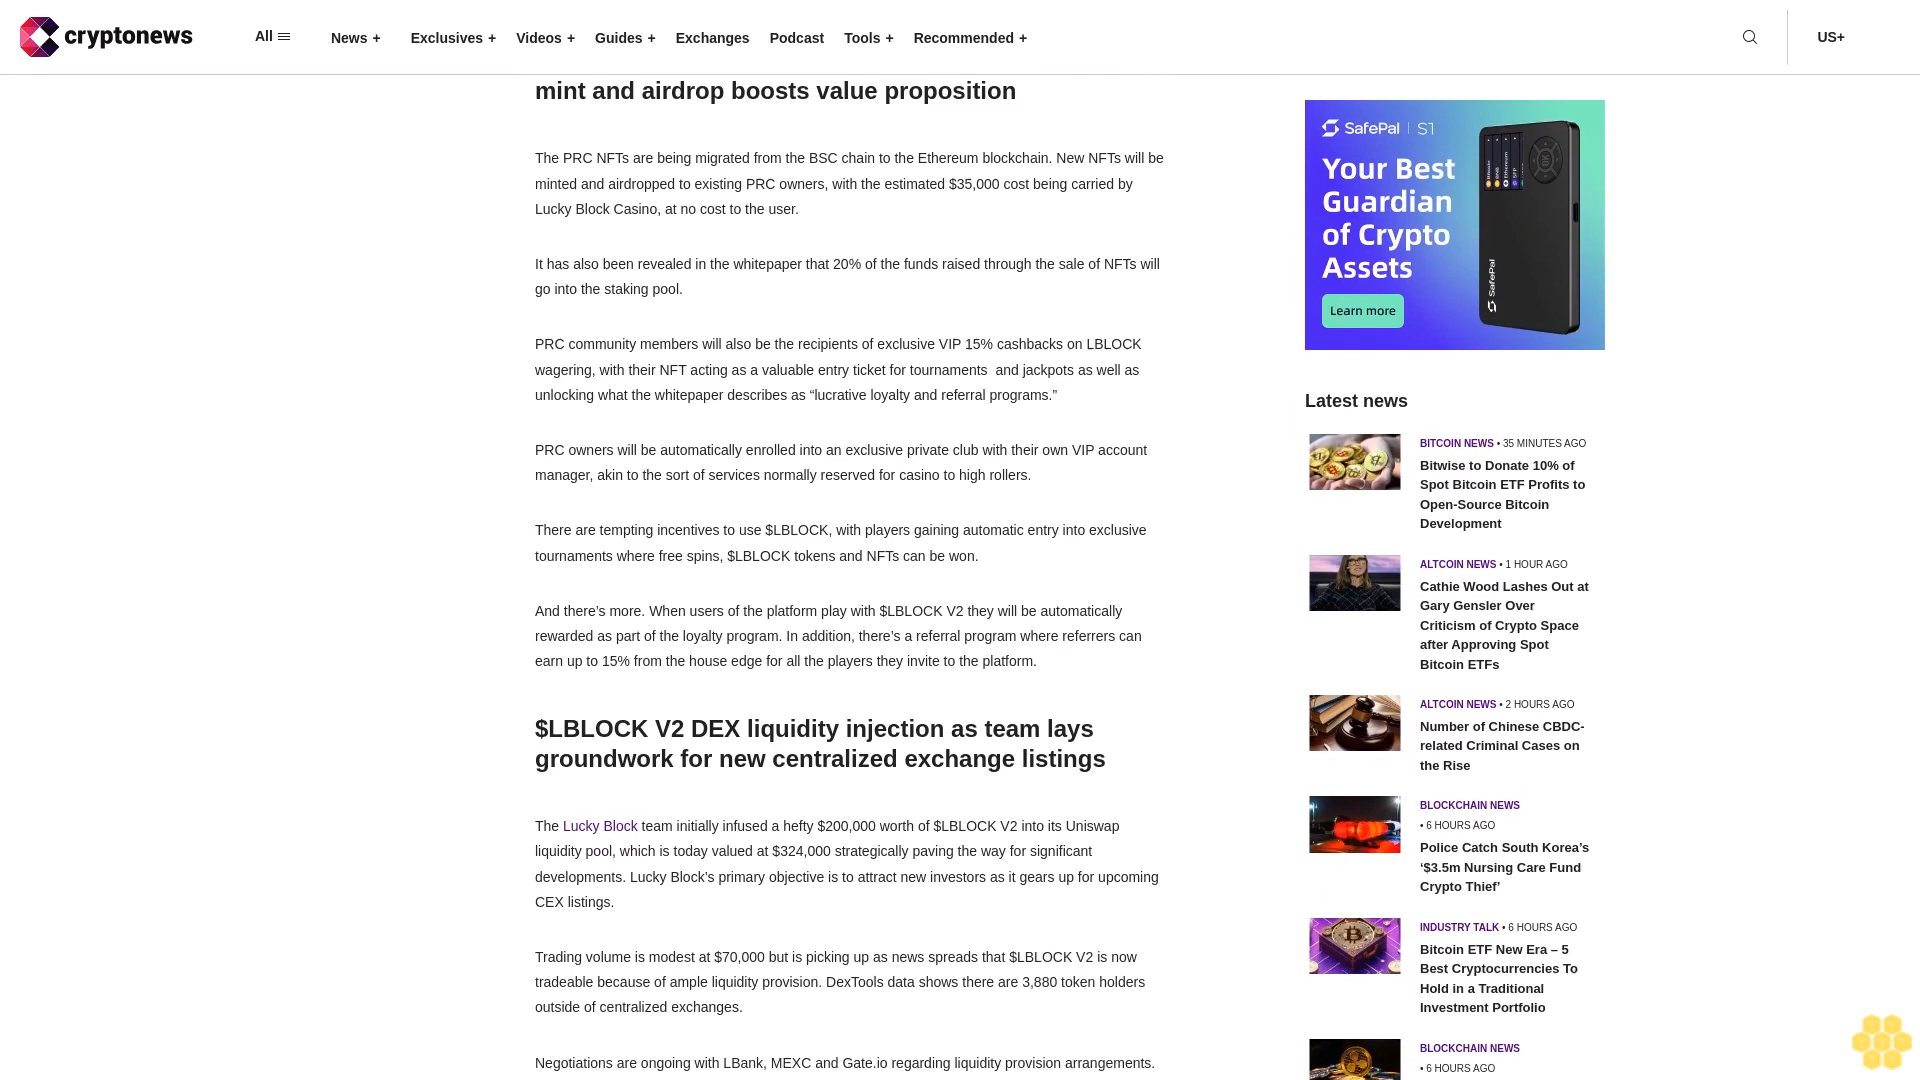 cryptonews
All
News +
Exclusives +
Videos +
Guides +
Exchanges
Podcast
Tools +
Recommended +
US+
mint and airdrop boosts value proposition
The PRC NFTs are being migrated from the BSC chain to the Ethereum blockchain. New NFTs will be
minted and airdropped to existing PRC owners, with the estimated $35,000 cost being carried by
Lucky Block Casino, at no cost to the user.
It has also been revealed in the whitepaper that 20% of the funds raised through the sale of NFTs will
go into the staking pool.
PRC community members will also be the recipients of exclusive VIP 15% cashbacks on LBLOCK
wagering, with their NFT acting as a valuable entry ticket for tournaments  and jackpots as well as
unlocking what the whitepaper describes as “lucrative loyalty and referral programs.”
PRC owners will be automatically enrolled into an exclusive private club with their own VIP account
manager, akin to the sort of services normally reserved for casino to high rollers.
There are tempting incentives to use $LBLOCK, with players gaining automatic entry into exclusive
tournaments where free spins, $LBLOCK tokens and NFTs can be won.
And there’s more. When users of the platform play with $LBLOCK V2 they will be automatically
rewarded as part of the loyalty program. In addition, there’s a referral program where referrers can
earn up to 15% from the house edge for all the players they invite to the platform.
$LBLOCK V2 DEX liquidity injection as team lays
groundwork for new centralized exchange listings
The Lucky Block team initially infused a hefty $200,000 worth of $LBLOCK V2 into its Uniswap
liquidity pool, which is today valued at $324,000 strategically paving the way for significant
developments. Lucky Block’s primary objective is to attract new investors as it gears up for upcoming
CEX listings.
Trading volume is modest at $70,000 but is picking up as news spreads that $LBLOCK V2 is now
tradeable because of ample liquidity provision. DexTools data shows there are 3,880 token holders
outside of centralized exchanges.
Negotiations are ongoing with LBank, MEXC and Gate.io regarding liquidity provision arrangements.
SafePal | S1
Your Best
Guardian
of Crypto
Assets
Learn more
SafePal
OK
Latest news
BITCOIN NEWS • 35 MINUTES AGO
Bitwise to Donate 10% of
Spot Bitcoin ETF Profits to
Open-Source Bitcoin
Development
ALTCOIN NEWS • 1 HOUR AGO
Cathie Wood Lashes Out at
Gary Gensler Over
Criticism of Crypto Space
after Approving Spot
Bitcoin ETFs
ALTCOIN NEWS • 2 HOURS AGO
Number of Chinese CBDC-
related Criminal Cases on
the Rise
BLOCKCHAIN NEWS
• 6 HOURS AGO
Police Catch South Korea’s
‘$3.5m Nursing Care Fund
Crypto Thief’
INDUSTRY TALK • 6 HOURS AGO
Bitcoin ETF New Era – 5
Best Cryptocurrencies To
Hold in a Traditional
Investment Portfolio
BLOCKCHAIN NEWS
• 6 HOURS AGO